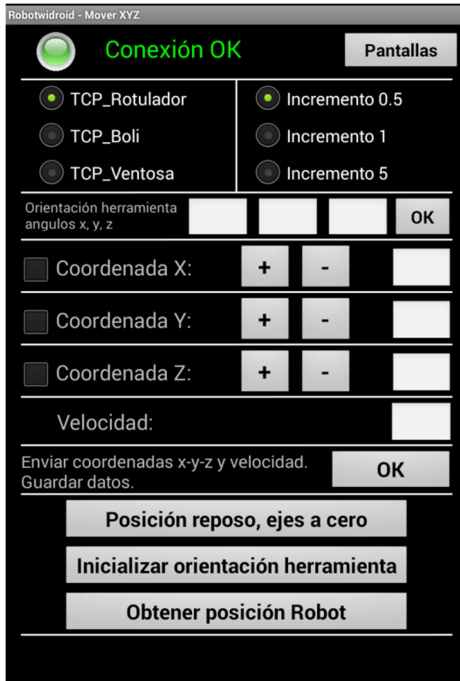 Robotwidroid - Mover XYZ
Conexión OK
Pantallas
TCP_Rotulador
Incremento 0.5
TCP_Boli
Incremento 1
TCP_Ventosa
Incremento 5
Orientación herramienta
angulos x, y, z
OK
Coordenada X:
+
-
Coordenada Y:
+
-
Coordenada Z:
+
-
Velocidad:
Enviar coordenadas x-y-z y velocidad.
Guardar datos.
OK
Posición reposo, ejes a cero
Inicializar orientación herramienta
Obtener posición Robot